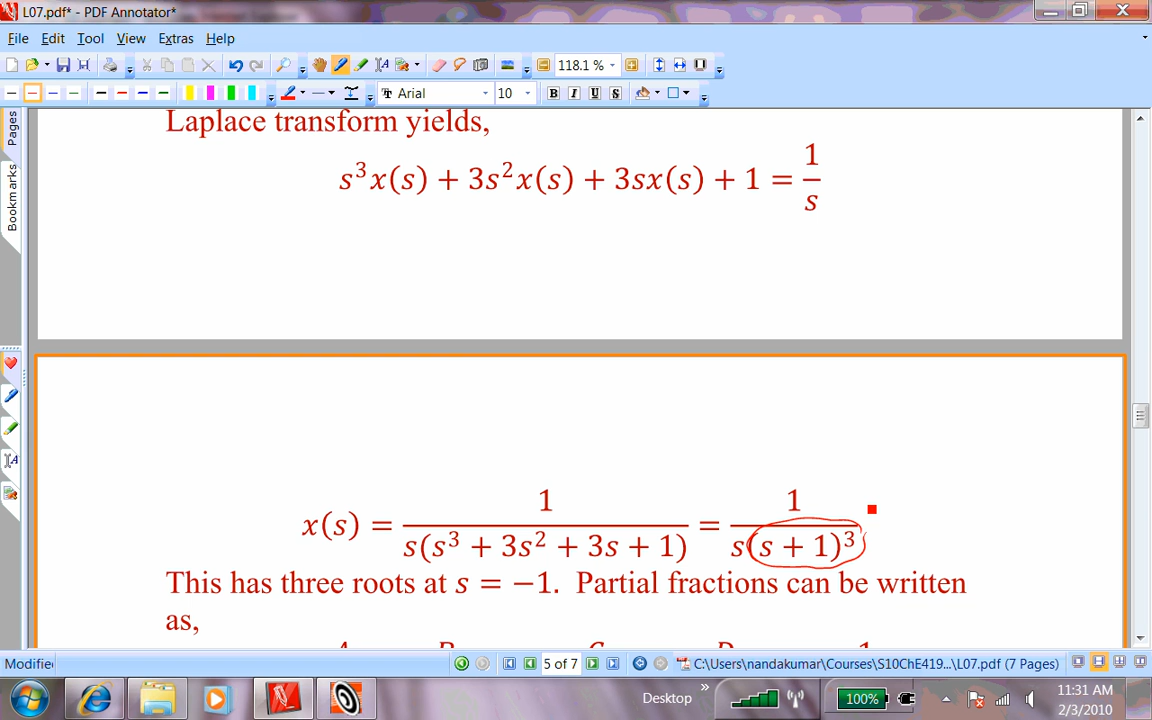 L07.pdf* - PDF Annotator*
File Edit Tool View Extras Help
118.1 %
Arial 10 B I U S
Pages
Bookmarks
Laplace transform yields,
s³x(s) + 3s²x(s) + 3sx(s) + 1 = 1/s
x(s) = 1/(s(s³ + 3s² + 3s + 1)) = 1/(s(s + 1)³)
This has three roots at s = −1. Partial fractions can be written
as,
Modified 5 of 7 C:\Users\nandakumar\Courses\S10ChE419...\L07.pdf (7 Pages)
Desktop » 100% 11:31 AM
2/3/2010